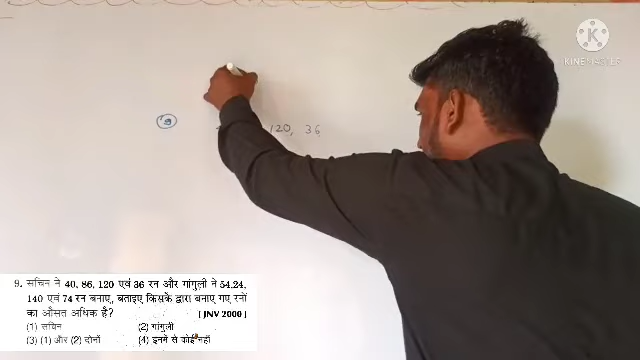 KINEMASTER
120, 36
9. सचिन ने 40, 86, 120 एवं 36 रन और गांगुली ने 54,24,
140 एवं 74 रन बनाए, बताइए किसके द्वारा बनाए गए रनों
का औसत अधिक है? [JNV 2000]
(1) सचिन (2) गांगुली
(3) (1) और (2) दोनों (4) इनमें से कोई नहीं